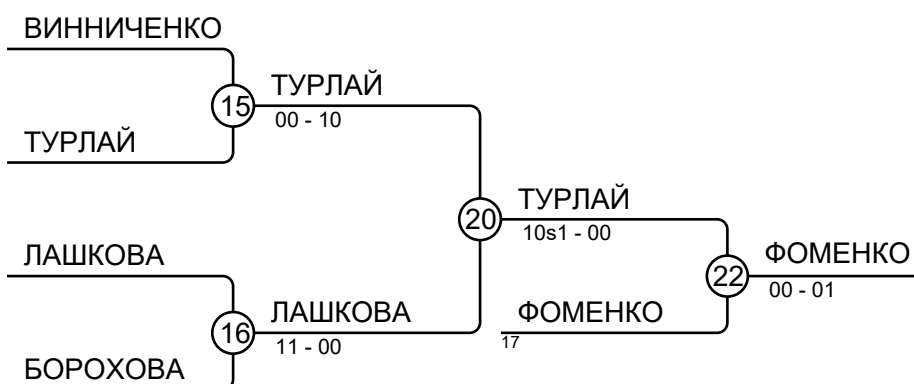 ВИННИЧЕНКО
15
ТУРЛАЙ
00 - 10
ТУРЛАЙ
20
ТУРЛАЙ
10s1 - 00
ЛАШКОВА
22
ФОМЕНКО
00 - 01
16
ЛАШКОВА
11 - 00
ФОМЕНКО
17
БОРОХОВА